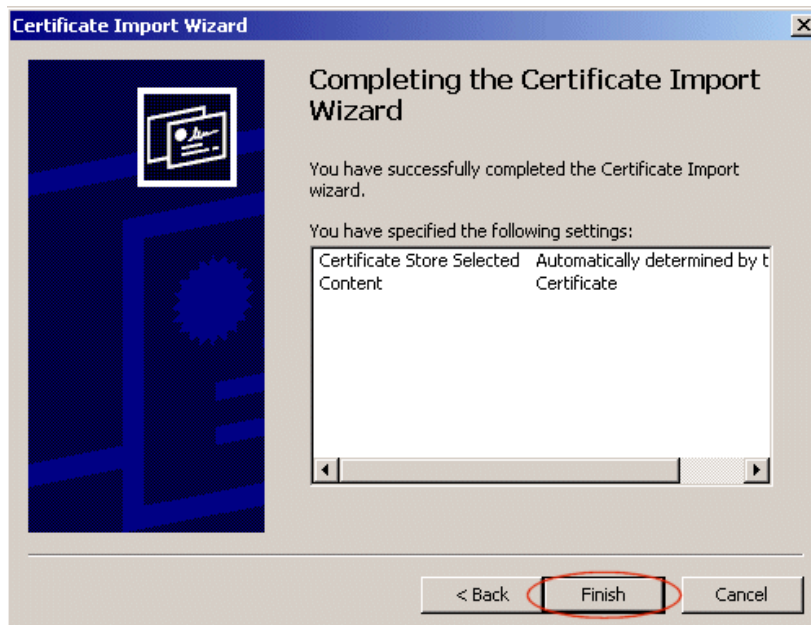 Certificate Import Wizard
Completing the Certificate Import
Wizard
You have successfully completed the Certificate Import
wizard.
You have specified the following settings:
Certificate Store Selected Automatically determined by t
Content Certificate
< Back Finish Cancel